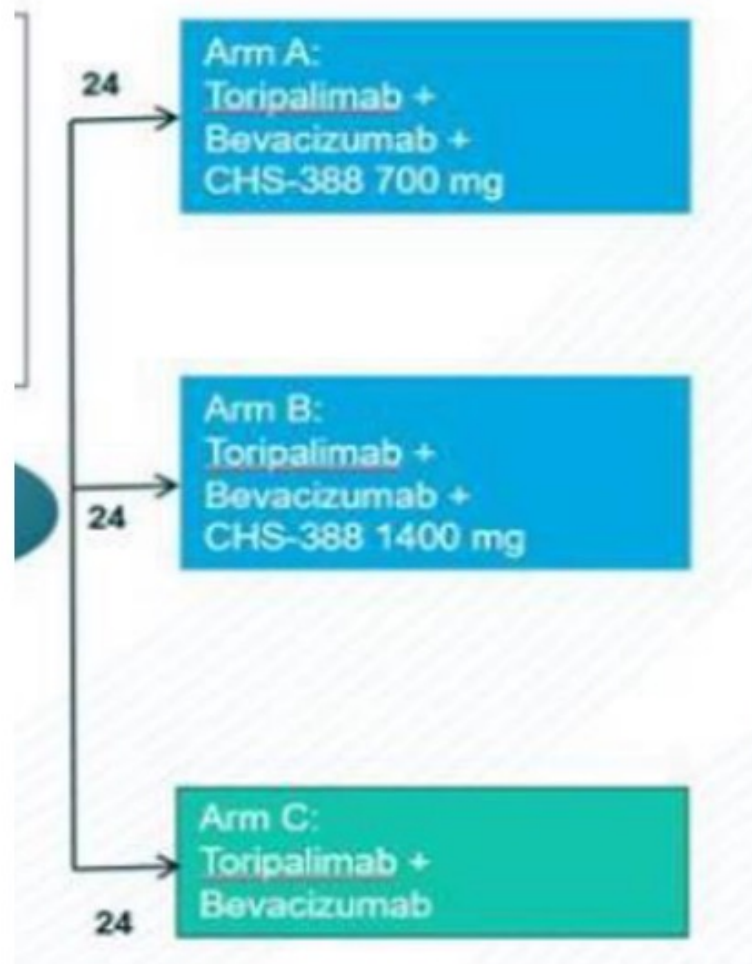 24
Arm A:
Toripalimab +
Bevacizumab +
CHS-388 700 mg
Arm B:
Toripalimab +
Bevacizumab +
CHS-388 1400 mg
24
Arm C:
Toripalimab +
Bevacizumab
24